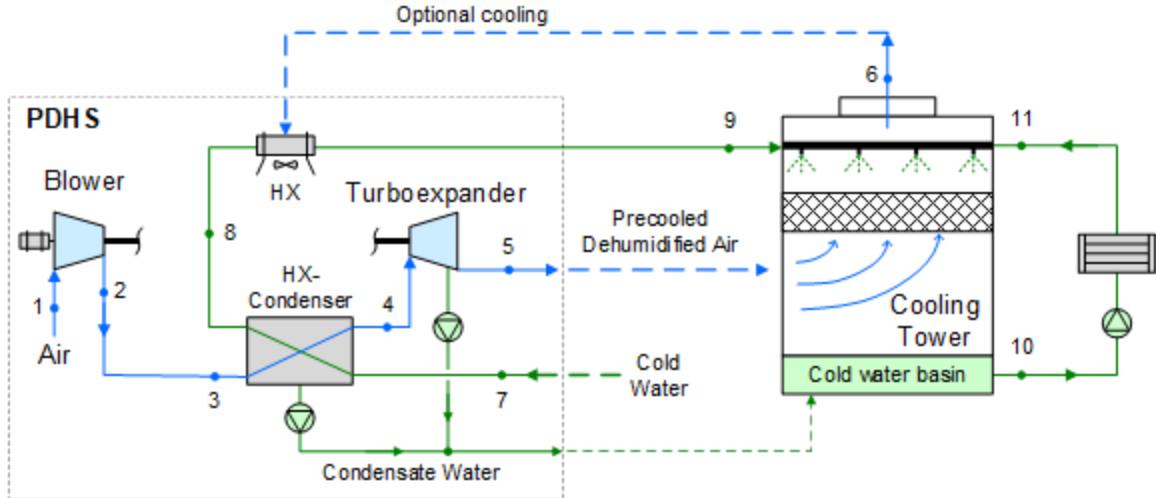 Optional cooling
6
PDHS
9
11
Blower
HX
Turboexpander
8
Precooled
Dehumidified Air
5
HX-
Condenser
2
4
1
Air
Cooling
Tower
3
7
Cold
Water
10
Cold water basin
Condensate Water